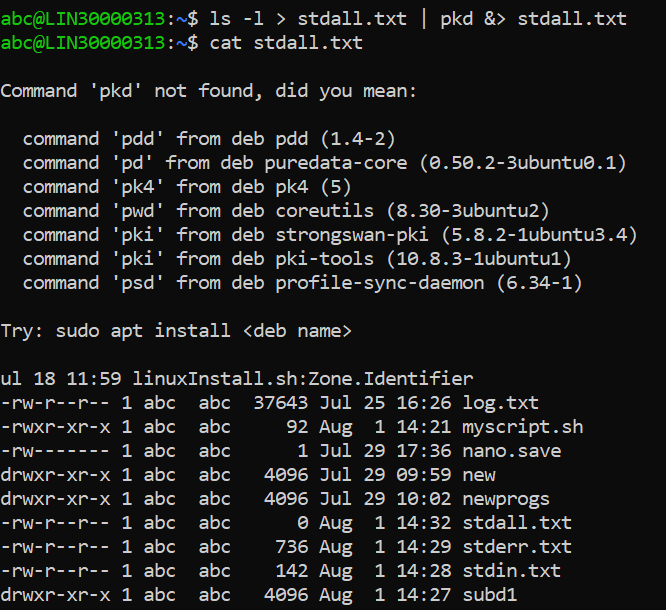 abc@LIN30000313:~$ ls -l > stdall.txt | pkd &> stdall.txt
abc@LIN30000313:~$ cat stdall.txt

Command 'pkd' not found, did you mean:

  command 'pdd' from deb pdd (1.4-2)
  command 'pd' from deb puredata-core (0.50.2-3ubuntu0.1)
  command 'pk4' from deb pk4 (5)
  command 'pwd' from deb coreutils (8.30-3ubuntu2)
  command 'pki' from deb strongswan-pki (5.8.2-1ubuntu3.4)
  command 'pki' from deb pki-tools (10.8.3-1ubuntu1)
  command 'psd' from deb profile-sync-daemon (6.34-1)

Try: sudo apt install <deb name>

ul 18 11:59 linuxInstall.sh:Zone.Identifier
-rw-r--r-- 1 abc  abc  37643 Jul 25 16:26 log.txt
-rwxr-xr-x 1 abc  abc     92 Aug  1 14:21 myscript.sh
-rw------- 1 abc  abc      1 Jul 29 17:36 nano.save
drwxr-xr-x 1 abc  abc   4096 Jul 29 09:59 new
drwxr-xr-x 1 abc  abc   4096 Jul 29 10:02 newprogs
-rw-r--r-- 1 abc  abc      0 Aug  1 14:32 stdall.txt
-rw-r--r-- 1 abc  abc    736 Aug  1 14:29 stderr.txt
-rw-r--r-- 1 abc  abc    142 Aug  1 14:28 stdin.txt
drwxr-xr-x 1 abc  abc   4096 Aug  1 14:27 subd1